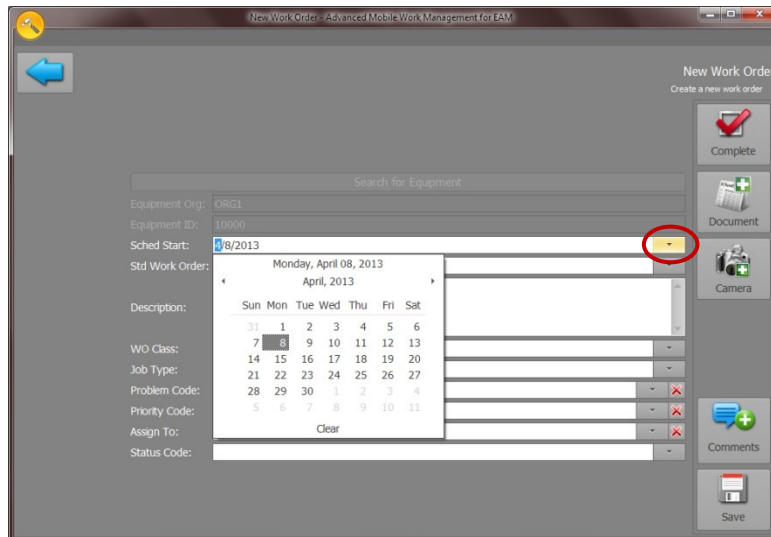 New Work Order - Advanced Mobile Work Management for EAM
New Work Orde
Create a new work order
Complete
Search for Equipment
Equipment Org: ORG1
Document
Equipment ID: 10000
Sched Start: 4/8/2013
Std Work Order:
Monday, April 08, 2013
April, 2013
Camera
Sun Mon Tue Wed Thu Fri Sat
31 1 2 3 4 5 6
7 8 9 10 11 12 13
14 15 16 17 18 19 20
21 22 23 24 25 26 27
28 29 30 1 2 3 4
5 6 7 8 9 10 11
Clear
Description:
WO Class:
Job Type:
Problem Code:
Priority Code:
Assign To:
Status Code:
Comments
Save